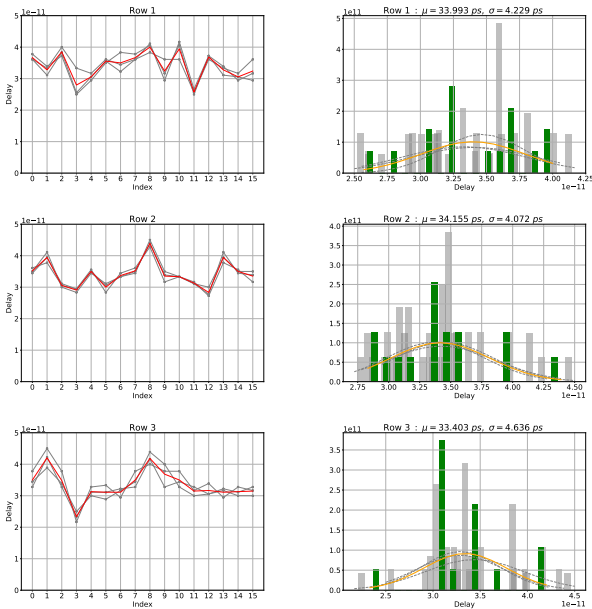 Row 1
1e−11
5
4
3
2
1
0
Delay
0 1 2 3 4 5 6 7 8 9 10 11 12 13 14 15
Index
Row 1 : μ = 33.993 ps, σ = 4.229 ps
1e11
5
4
3
2
1
0
2.50 2.75 3.00 3.25 3.50 3.75 4.00 4.25
Delay
1e−11
Row 2
1e−11
5
4
3
2
1
0
Delay
0 1 2 3 4 5 6 7 8 9 10 11 12 13 14 15
Index
Row 2 : μ = 34.155 ps, σ = 4.072 ps
1e11
4.0
3.5
3.0
2.5
2.0
1.5
1.0
0.5
0.0
2.75 3.00 3.25 3.50 3.75 4.00 4.25 4.50
Delay
1e−11
Row 3
1e−11
5
4
3
2
1
0
Delay
0 1 2 3 4 5 6 7 8 9 10 11 12 13 14 15
Index
Row 3 : μ = 33.403 ps, σ = 4.636 ps
1e11
3.5
3.0
2.5
2.0
1.5
1.0
0.5
0.0
2.5 3.0 3.5 4.0 4.5
Delay
1e−11